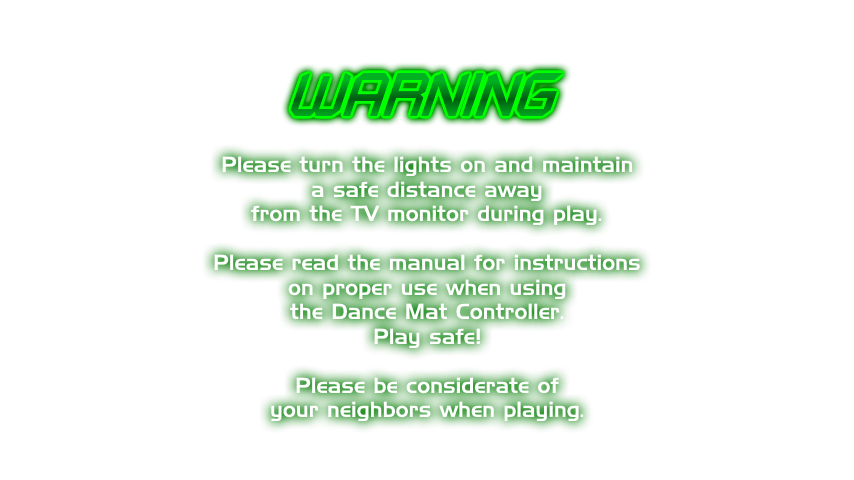 WARNING
Please turn the lights on and maintain
a safe distance away
from the TV monitor during play.
Please read the manual for instructions
on proper use when using
the Dance Mat Controller.
Play safe!
Please be considerate of
your neighbors when playing.